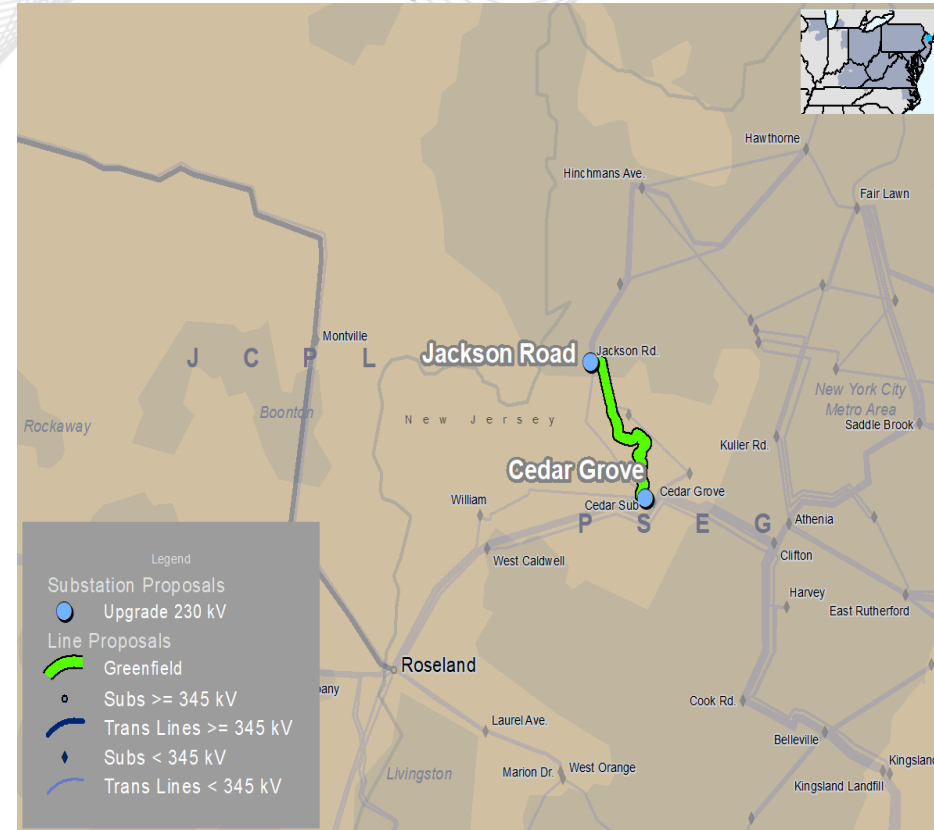 Hawthorne
Hinchmans Ave.
Fair Lawn
Montville
J C P L
Jackson Road
Jackson Rd.
New York City
Metro Area
Boonton
New Jersey
Rockaway
Saddle Brook
Kuller Rd.
Cedar Grove
William
Cedar Sub
Cedar Grove
P S E G
Athenia
Clifton
West Caldwell
Harvey
East Rutherford
Roseland
any
Cook Rd.
Laurel Ave.
Belleville
Livingston
Marion Dr.
West Orange
Kingsland
Kingsland Landfill
Legend
Substation Proposals
Upgrade 230 kV
Line Proposals
Greenfield
Subs >= 345 kV
Trans Lines >= 345 kV
Subs < 345 kV
Trans Lines < 345 kV